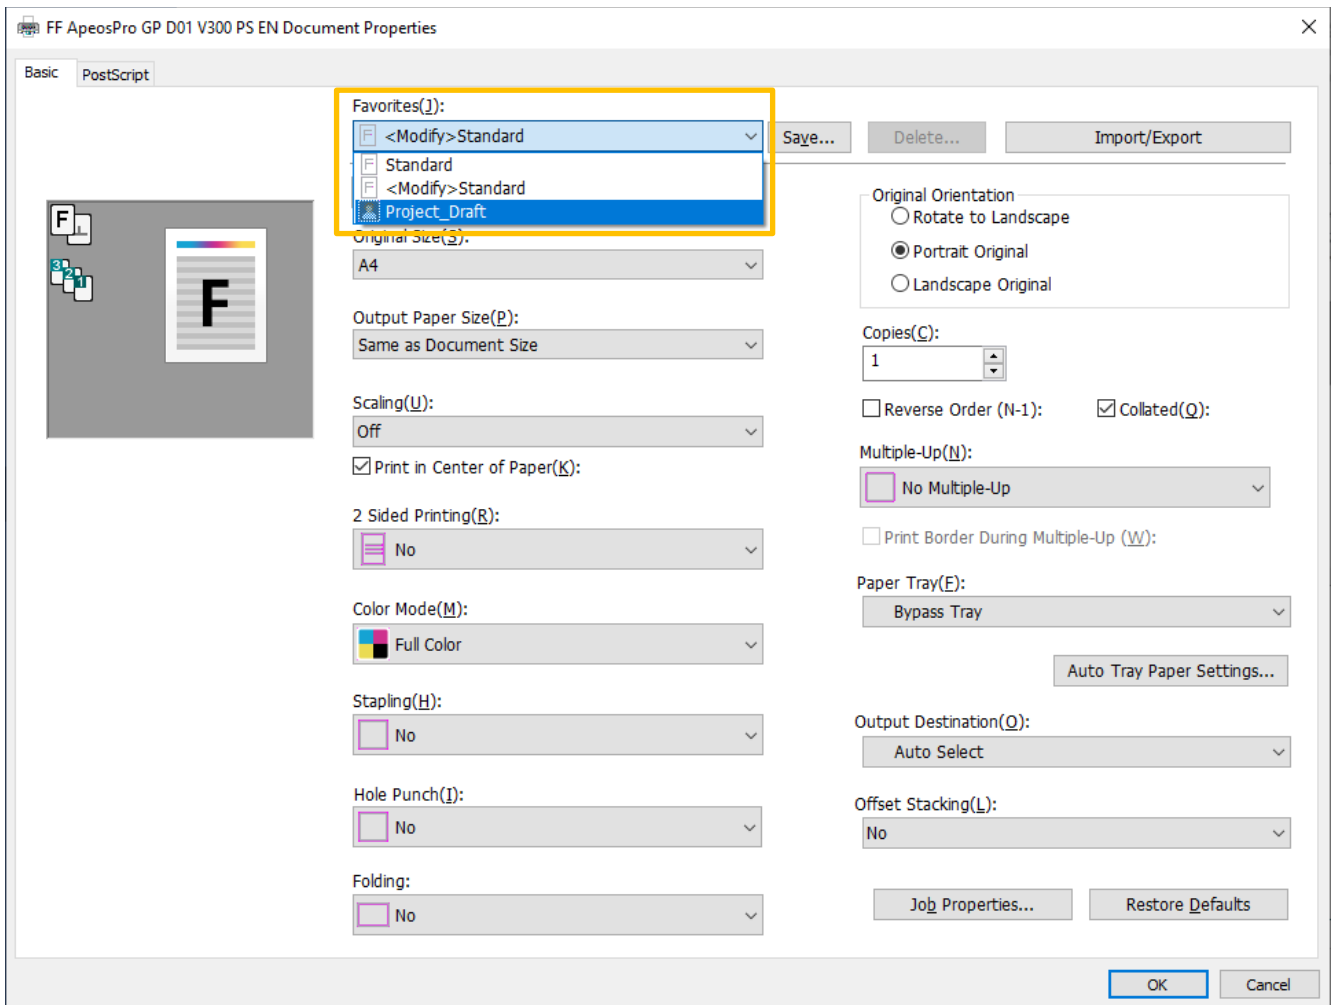 FF ApeosPro GP D01 V300 PS EN Document Properties
Basic
PostScript
Favorites(J):
<Modify>Standard
Save...
Delete...
Import/Export
Standard
<Modify>Standard
Project_Draft
Original Size(S):
A4
Output Paper Size(P):
Same as Document Size
Scaling(U):
Off
Print in Center of Paper(K):
2 Sided Printing(R):
No
Color Mode(M):
Full Color
Stapling(H):
No
Hole Punch(I):
No
Folding:
No
Original Orientation
Rotate to Landscape
Portrait Original
Landscape Original
Copies(C):
1
Reverse Order (N-1):
Collated(Q):
Multiple-Up(N):
No Multiple-Up
Print Border During Multiple-Up (W):
Paper Tray(F):
Bypass Tray
Auto Tray Paper Settings...
Output Destination(O):
Auto Select
Offset Stacking(L):
No
Job Properties...
Restore Defaults
OK
Cancel
F
3
2
1
F